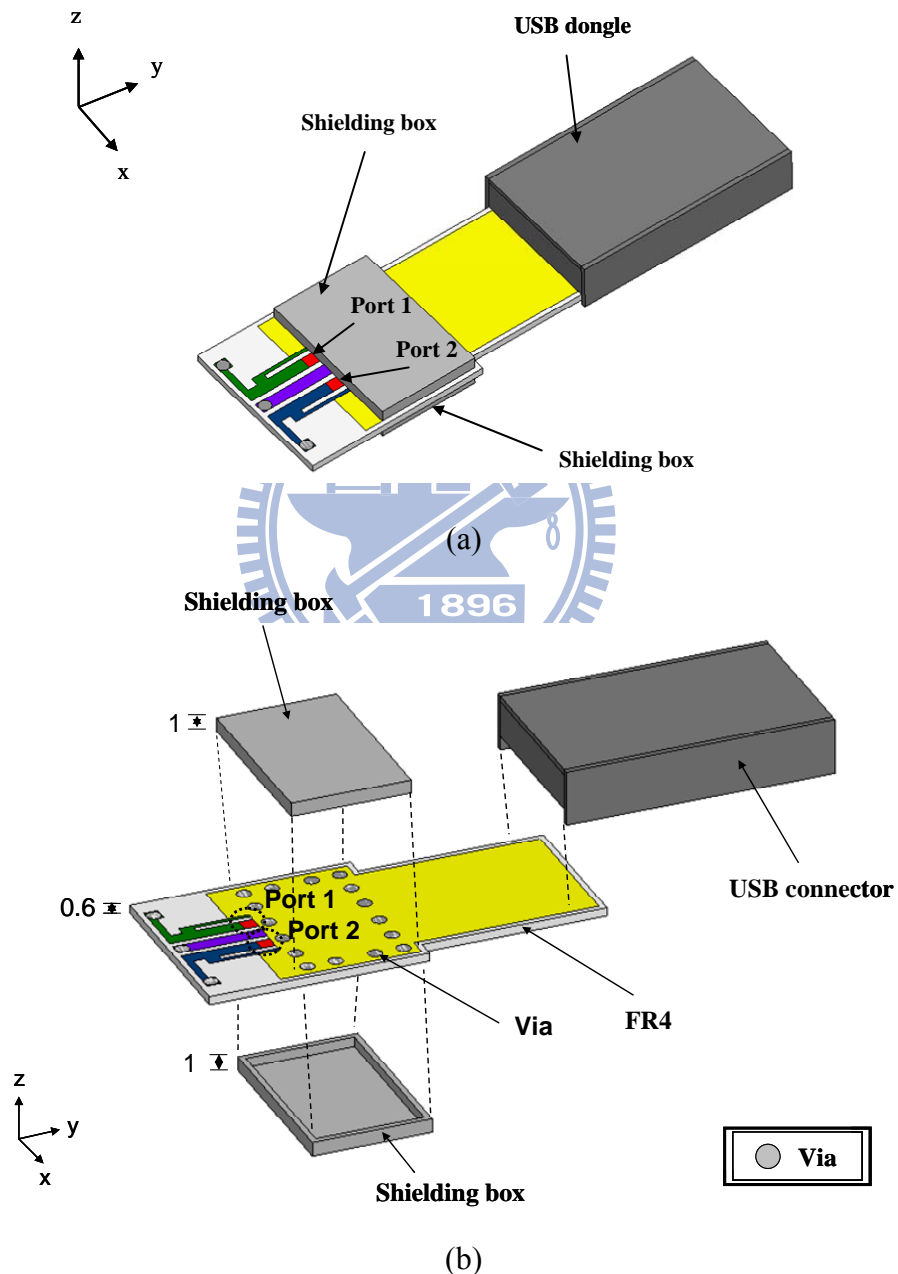 z
y
x
USB dongle
Shielding box
Port 1
Port 2
Shielding box
(a)
1896
Shielding box
1
USB connector
0.6
Port 1
Port 2
Via
FR4
1
z
y
x
Shielding box
Via
(b)